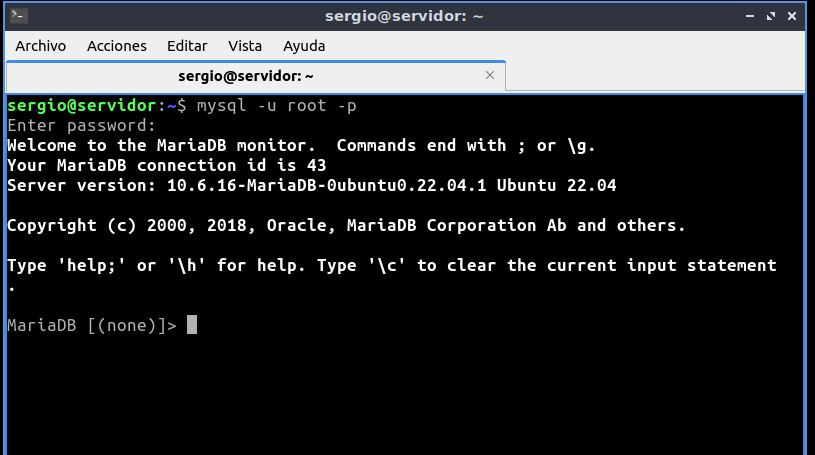 sergio@servidor: ~
Archivo Acciones Editar Vista Ayuda
sergio@servidor: ~
sergio@servidor:~$ mysql -u root -p
Enter password:
Welcome to the MariaDB monitor.  Commands end with ; or \g.
Your MariaDB connection id is 43
Server version: 10.6.16-MariaDB-0ubuntu0.22.04.1 Ubuntu 22.04
Copyright (c) 2000, 2018, Oracle, MariaDB Corporation Ab and others.
Type 'help;' or '\h' for help. Type '\c' to clear the current input statement
.
MariaDB [(none)]>